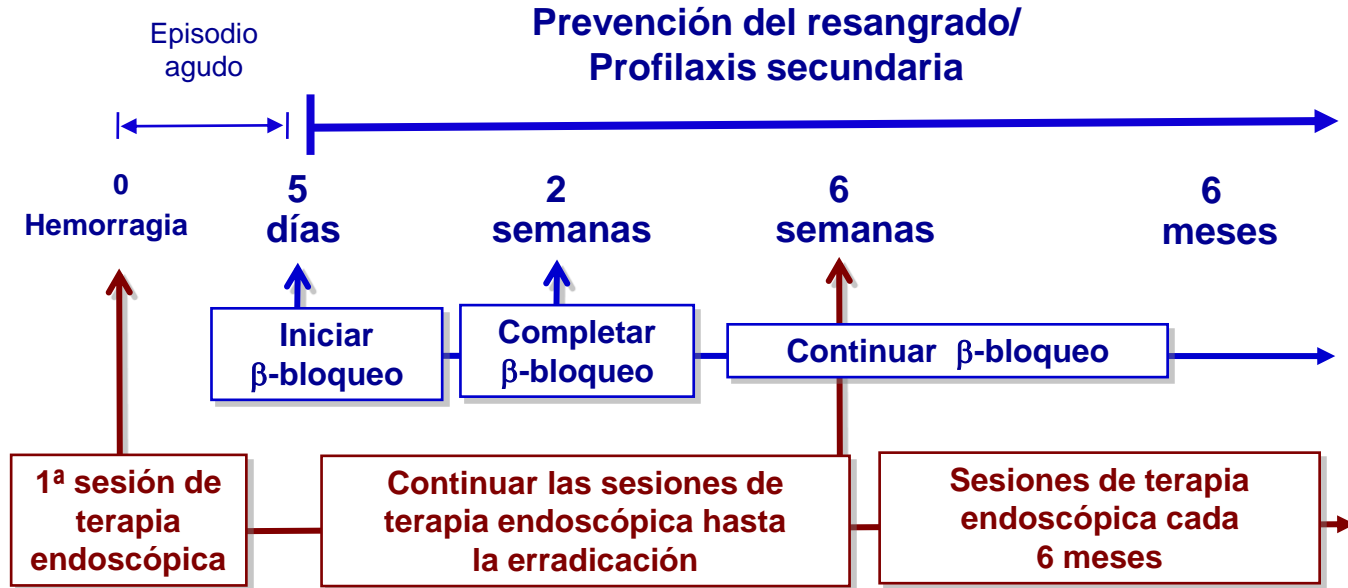 Prevención del resangrado/
Profilaxis secundaria
Episodio
agudo
0
Hemorragia
5
días
2
semanas
6
semanas
6
meses
Iniciar
β-bloqueo
Completar
β-bloqueo
Continuar β-bloqueo
1ª sesión de
terapia
endoscópica
Continuar las sesiones de
terapia endoscópica hasta
la erradicación
Sesiones de terapia
endoscópica cada
6 meses